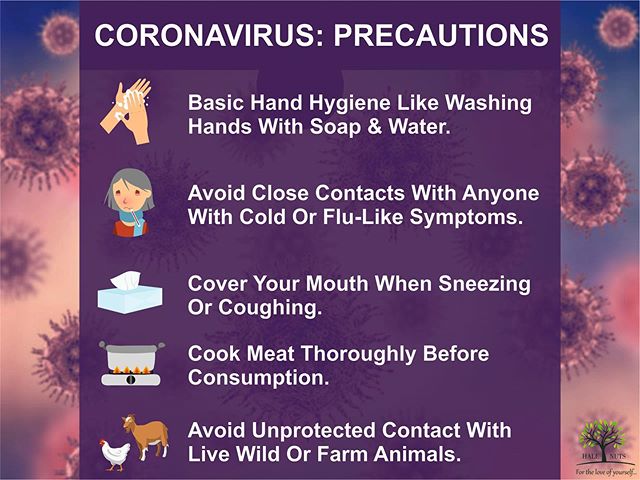 CORONAVIRUS: PRECAUTIONS
Basic Hand Hygiene Like Washing
Hands With Soap & Water.
Avoid Close Contacts With Anyone
With Cold Or Flu-Like Symptoms.
Cover Your Mouth When Sneezing
Or Coughing.
Cook Meat Thoroughly Before
Consumption.
Avoid Unprotected Contact With
Live Wild Or Farm Animals.
HALE NUTS
For the love of yourself...